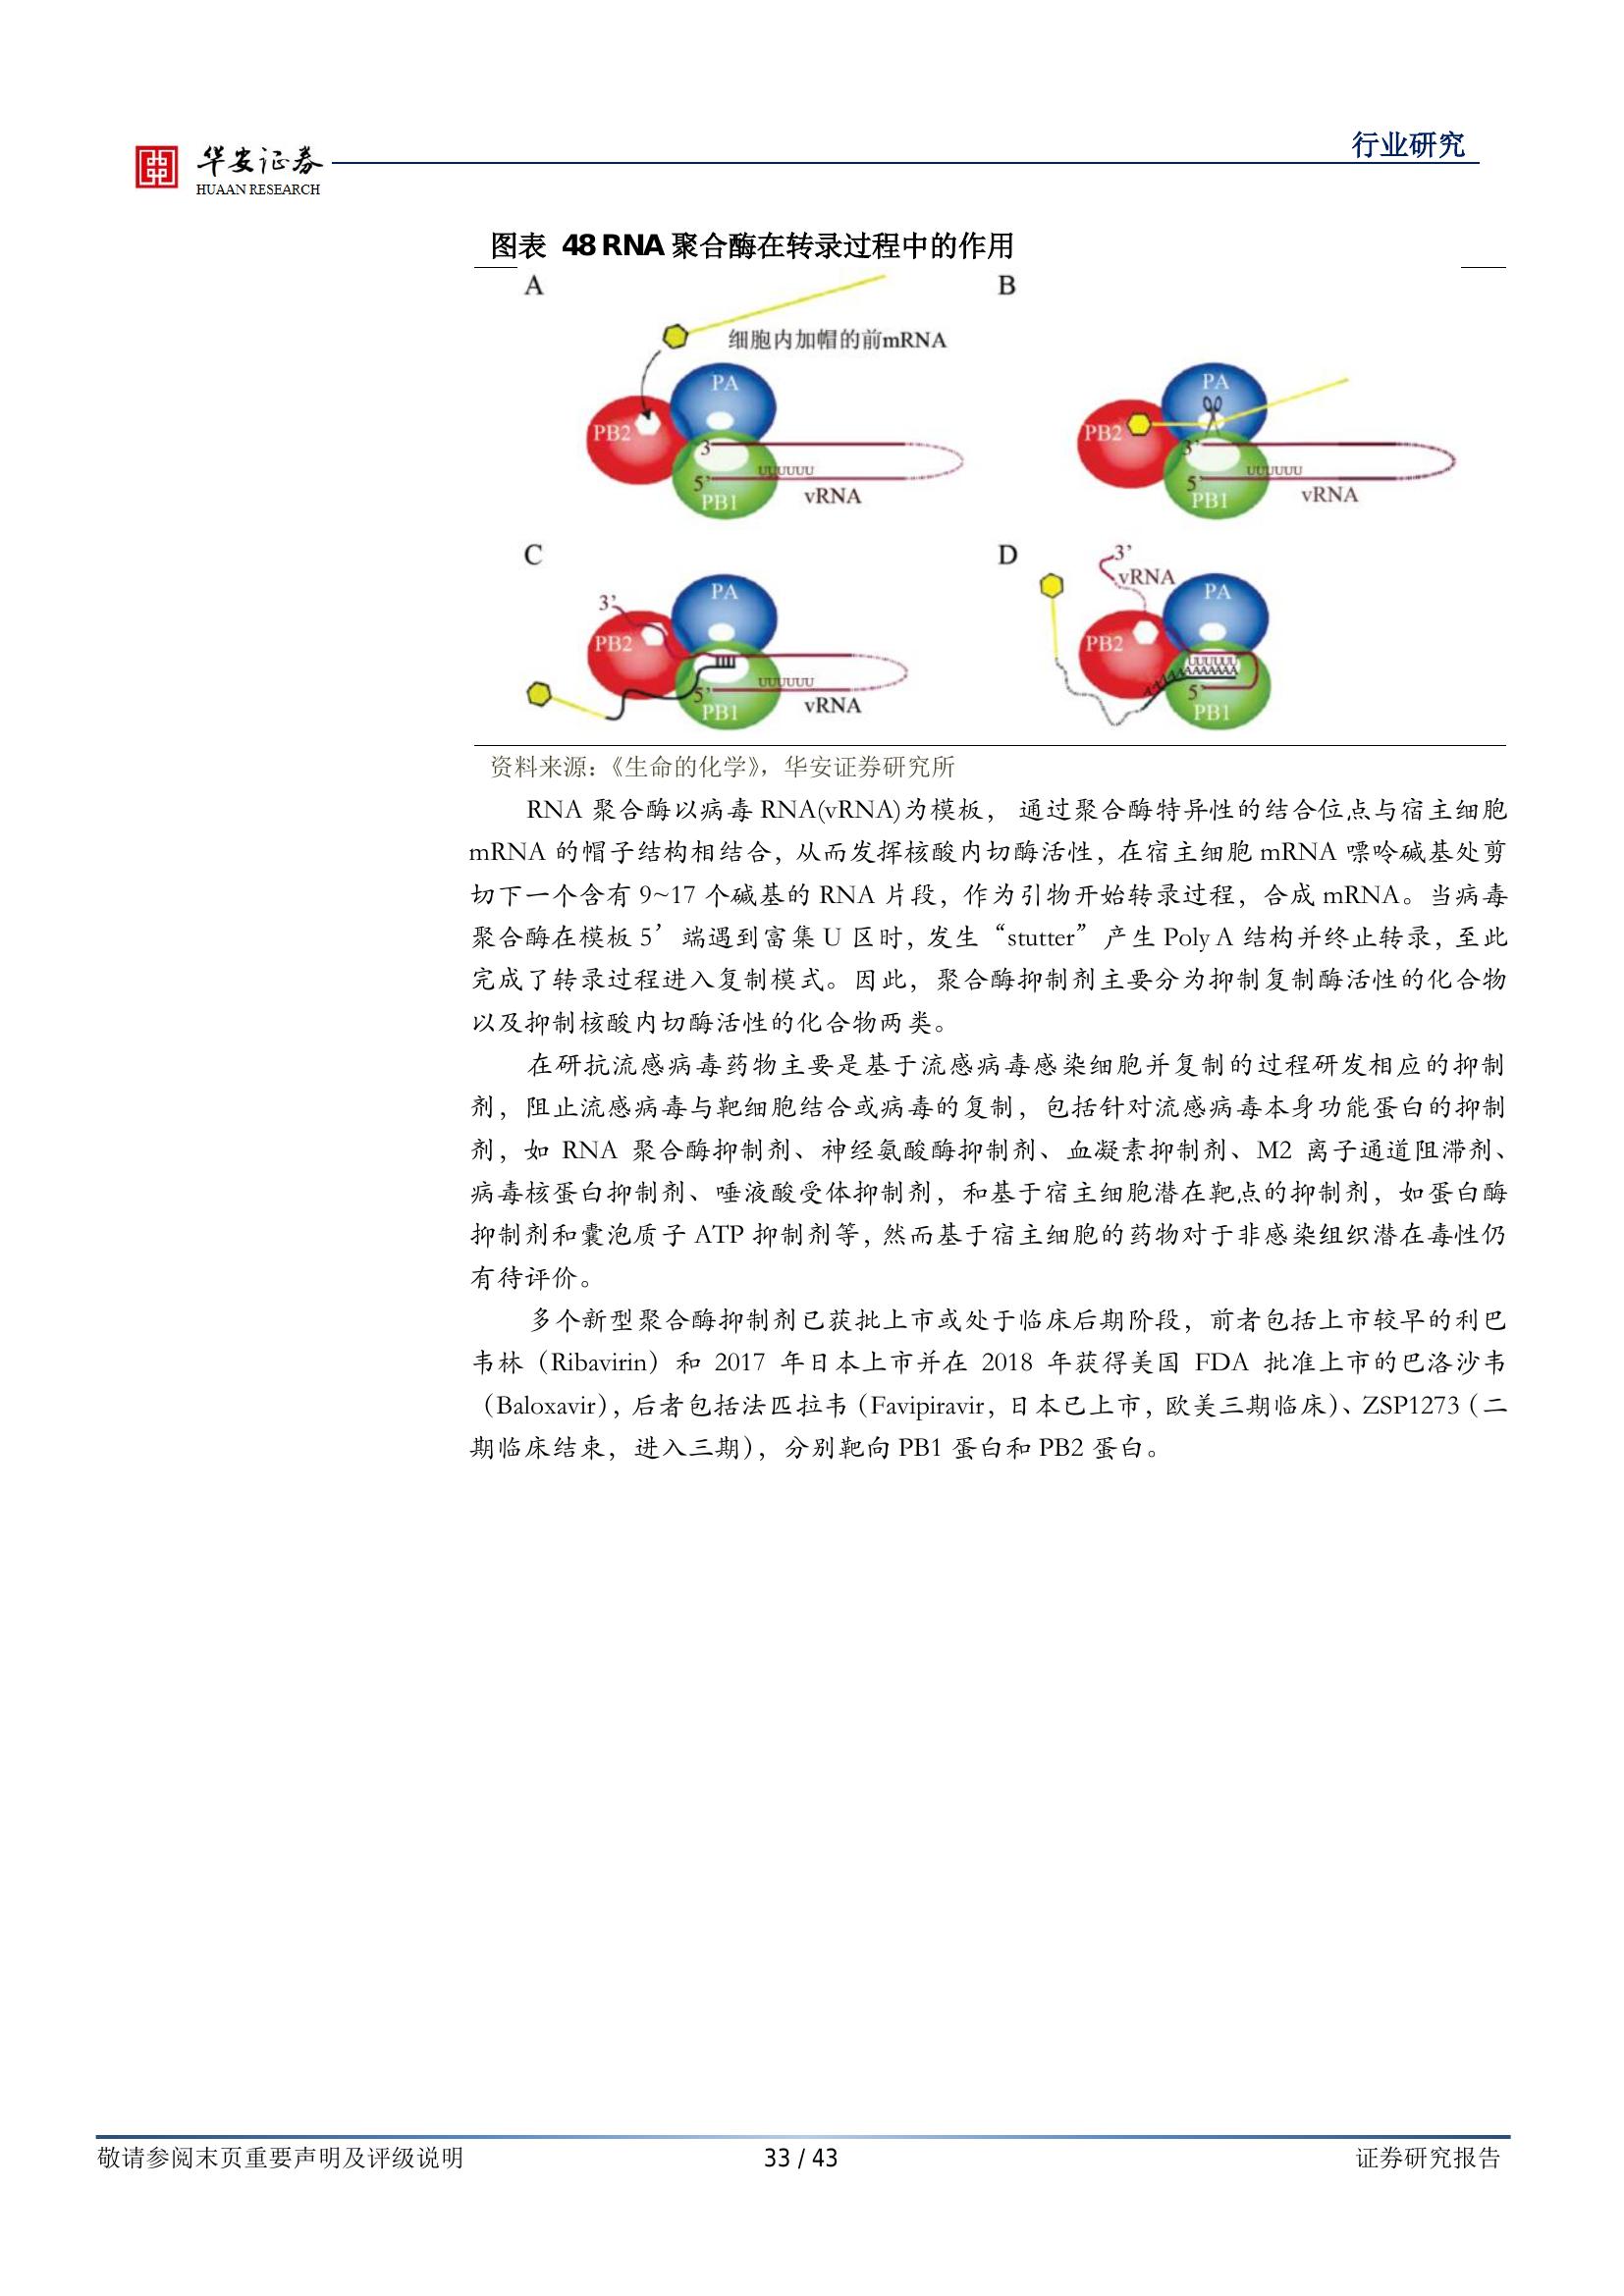 华安证券
HUAAN RESEARCH
行业研究
图表 48 RNA 聚合酶在转录过程中的作用
A
细胞内加帽的前mRNA
PA
PB2
3'
UUUUUU
5'
PB1
vRNA
B
PA
PB2
3'
UUUUUU
5'
PB1
vRNA
C
3'
PA
PB2
UUUUUU
5'
PB1
vRNA
D
3'
vRNA
PA
PB2
UUUUUU
5'
PB1
资料来源:《生命的化学》，华安证券研究所
RNA 聚合酶以病毒 RNA(vRNA)为模板， 通过聚合酶特异性的结合位点与宿主细胞
mRNA 的帽子结构相结合，从而发挥核酸内切酶活性，在宿主细胞 mRNA 嘌呤碱基处剪
切下一个含有 9~17 个碱基的 RNA 片段，作为引物开始转录过程，合成 mRNA。当病毒
聚合酶在模板 5’端遇到富集 U 区时，发生“stutter”产生 Poly A 结构并终止转录，至此
完成了转录过程进入复制模式。因此，聚合酶抑制剂主要分为抑制复制酶活性的化合物
以及抑制核酸内切酶活性的化合物两类。
在研抗流感病毒药物主要是基于流感病毒感染细胞并复制的过程研发相应的抑制
剂，阻止流感病毒与靶细胞结合或病毒的复制，包括针对流感病毒本身功能蛋白的抑制
剂，如 RNA 聚合酶抑制剂、神经氨酸酶抑制剂、血凝素抑制剂、M2 离子通道阻滞剂、
病毒核蛋白抑制剂、唾液酸受体抑制剂，和基于宿主细胞潜在靶点的抑制剂，如蛋白酶
抑制剂和囊泡质子 ATP 抑制剂等，然而基于宿主细胞的药物对于非感染组织潜在毒性仍
有待评价。
多个新型聚合酶抑制剂已获批上市或处于临床后期阶段，前者包括上市较早的利巴
韦林（Ribavirin）和 2017 年日本上市并在 2018 年获得美国 FDA 批准上市的巴洛沙韦
（Baloxavir），后者包括法匹拉韦（Favipiravir，日本已上市，欧美三期临床）、ZSP1273（二
期临床结束，进入三期），分别靶向 PB1 蛋白和 PB2 蛋白。
敬请参阅末页重要声明及评级说明
33 / 43
证券研究报告